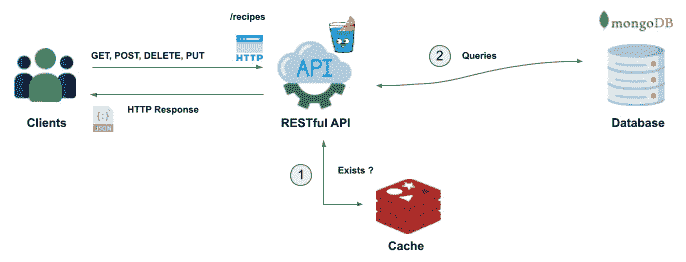 /recipes
mongoDB
GET, POST, DELETE, PUT
HTTP
API
2
Queries
HTTP Response
{:}
JSON
Clients
RESTful API
Database
1
Exists ?
Cache